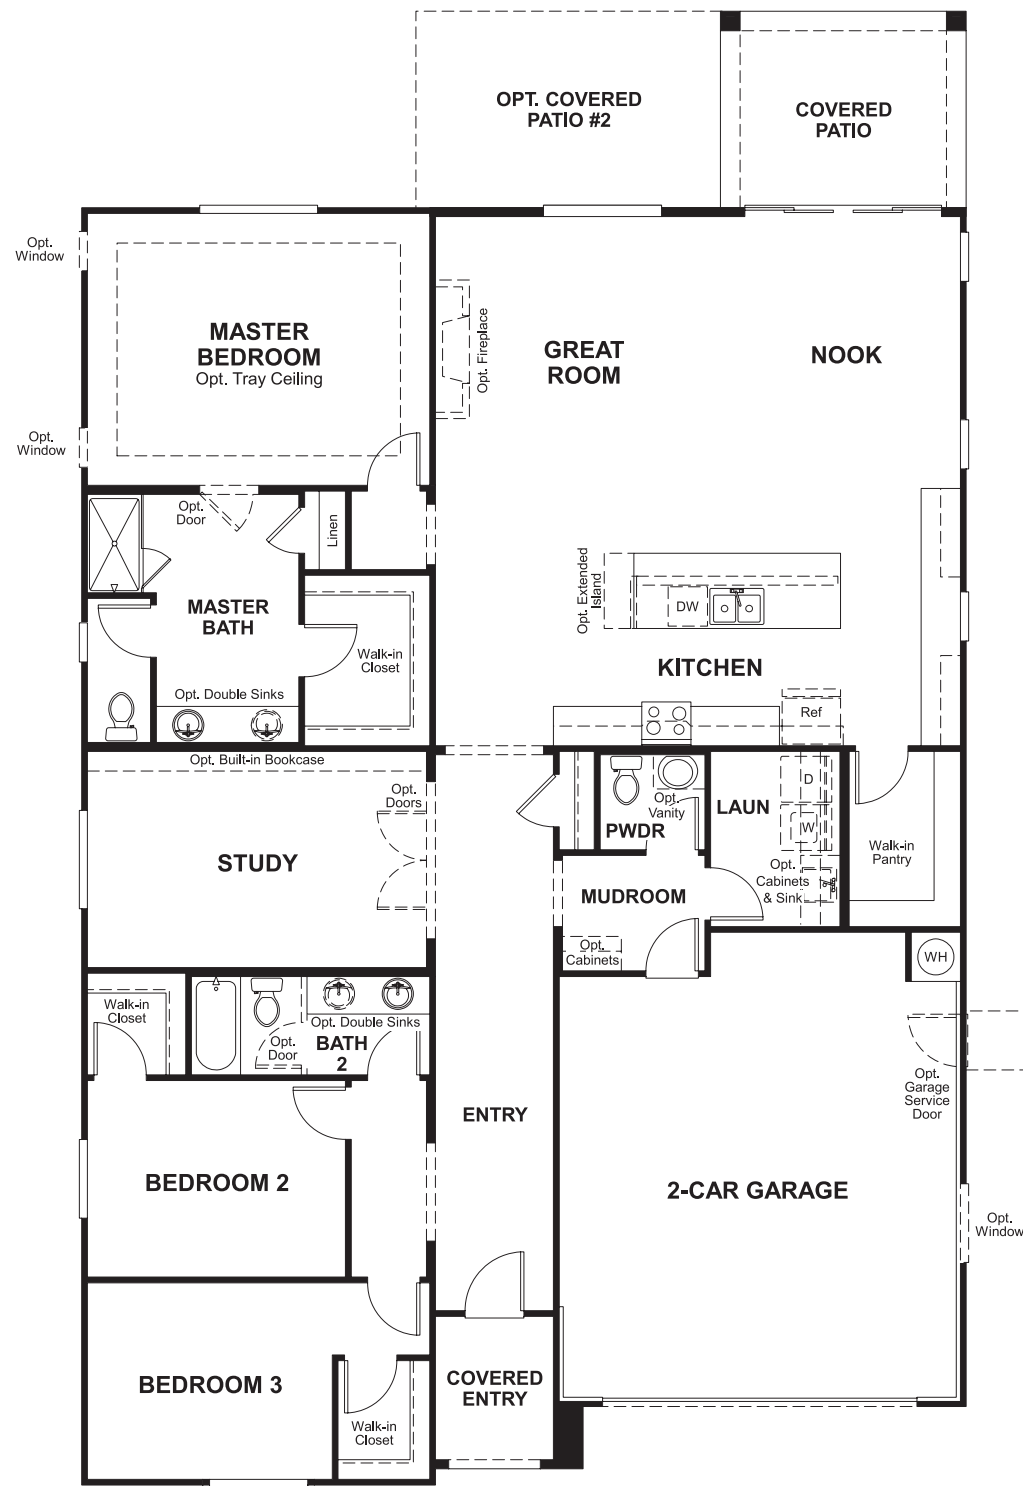 OPT. COVERED
PATIO #2
COVERED
PATIO
Opt.
Window
MASTER
BEDROOM
Opt. Tray Ceiling
Opt. Fireplace
GREAT
ROOM
NOOK
Opt.
Window
Opt.
Door
Linen
MASTER
BATH
Walk-in
Closet
Opt. Double Sinks
Opt. Extended
Island
DW
KITCHEN
Ref
Opt. Built-in Bookcase
Opt.
Doors
STUDY
PWDR
Opt.
Vanity
LAUN
D
W
Opt.
Cabinets
& Sink
Walk-in
Pantry
MUDROOM
Opt.
Cabinets
WH
Walk-in
Closet
Opt. Double Sinks
Opt.
Door
BATH
2
Opt.
Garage
Service
Door
ENTRY
BEDROOM 2
2-CAR GARAGE
Opt.
Window
BEDROOM 3
Walk-in
Closet
COVERED
ENTRY